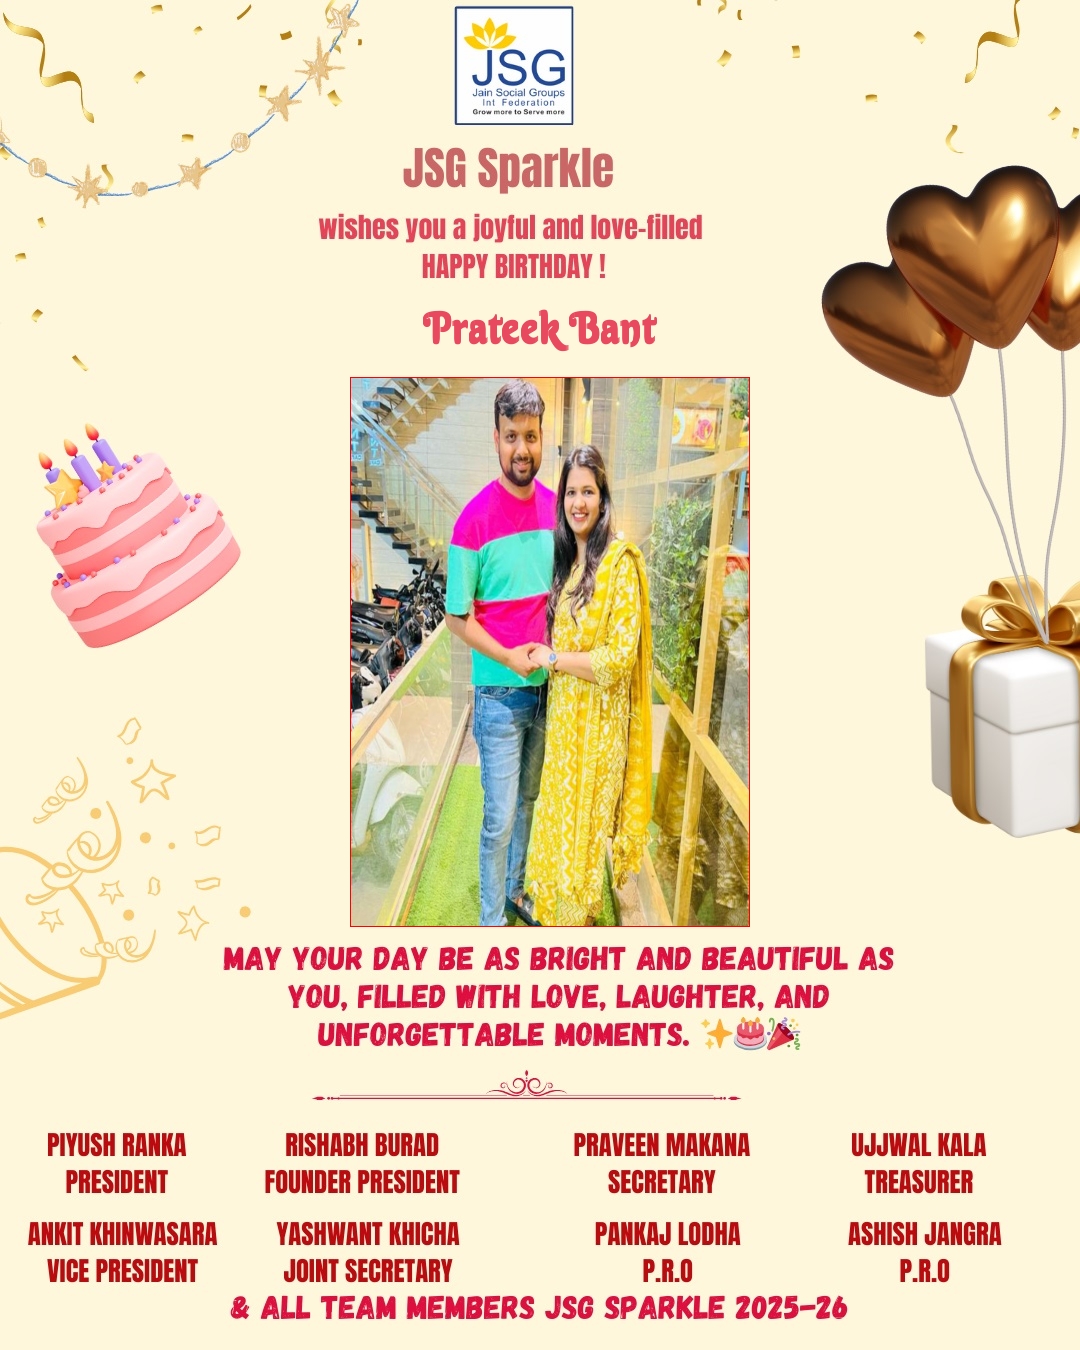 JSG
Jain Social Groups
Int Federation
Grow more to Serve more
JSG Sparkle
wishes you a joyful and love-filled
HAPPY BIRTHDAY !
Prateek Bant
MAY YOUR DAY BE AS BRIGHT AND BEAUTIFUL AS
YOU, FILLED WITH LOVE, LAUGHTER, AND
UNFORGETTABLE MOMENTS. ✨🎂🎉
PIYUSH RANKA
PRESIDENT
RISHABH BURAD
FOUNDER PRESIDENT
PRAVEEN MAKANA
SECRETARY
UJJWAL KALA
TREASURER
ANKIT KHINWASARA
VICE PRESIDENT
YASHWANT KHICHA
JOINT SECRETARY
PANKAJ LODHA
P.R.O
ASHISH JANGRA
P.R.O
& ALL TEAM MEMBERS JSG SPARKLE 2025-26